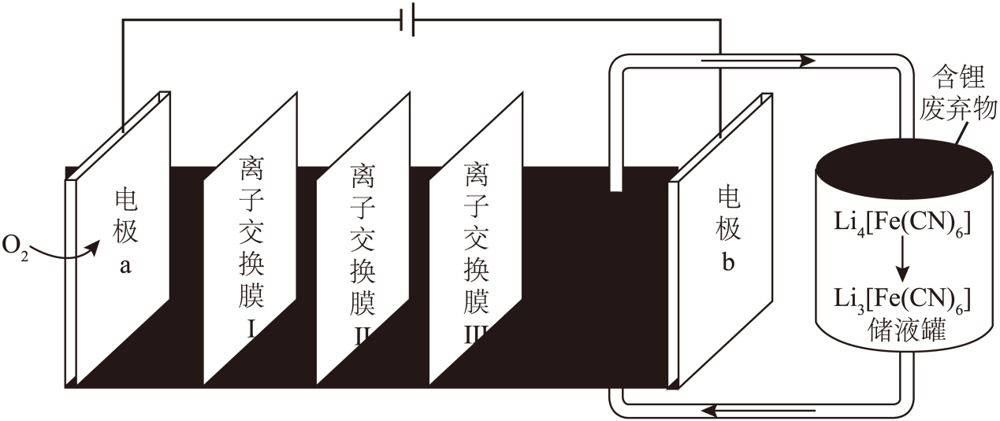 含锂
废弃物
电极
a
O₂
离子交换膜
I
离子交换膜
II
离子交换膜
III
电极
b
Li₄[Fe(CN)₆]
Li₃[Fe(CN)₆]
储液罐